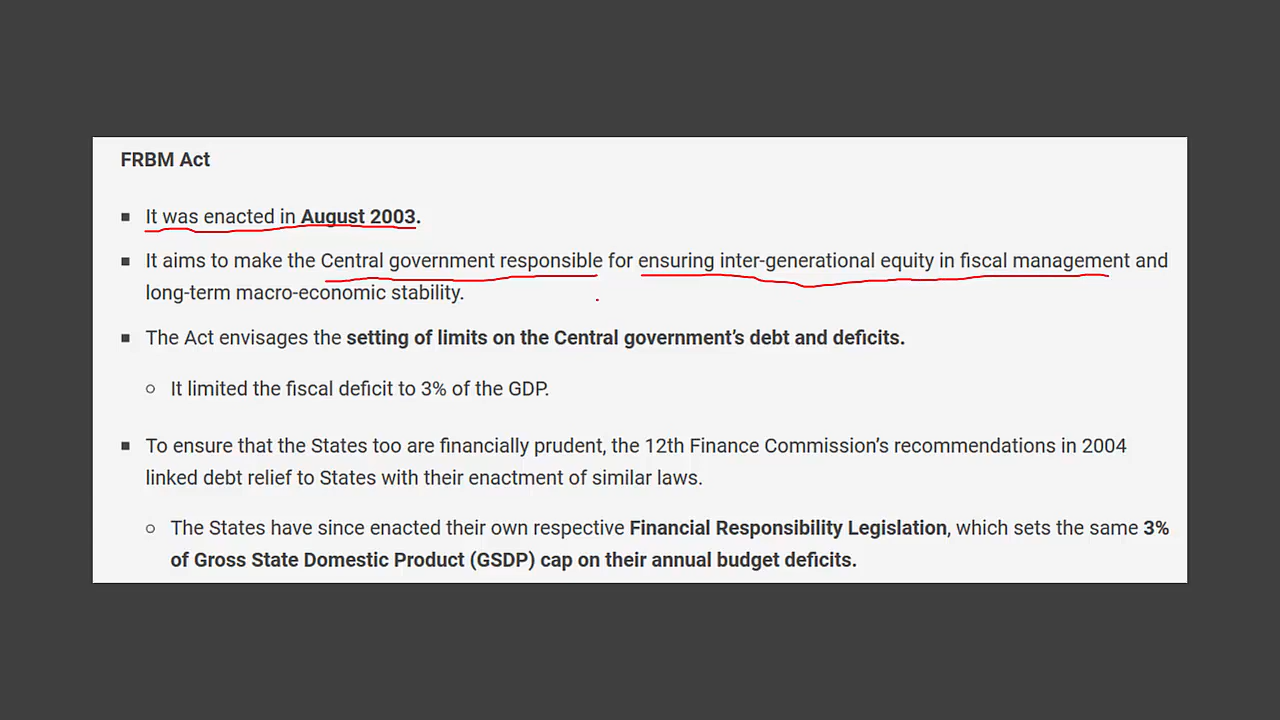 FRBM Act
▪ It was enacted in August 2003.
▪ It aims to make the Central government responsible for ensuring inter-generational equity in fiscal management and
long-term macro-economic stability.
▪ The Act envisages the setting of limits on the Central government’s debt and deficits.
○ It limited the fiscal deficit to 3% of the GDP.
▪ To ensure that the States too are financially prudent, the 12th Finance Commission’s recommendations in 2004
linked debt relief to States with their enactment of similar laws.
○ The States have since enacted their own respective Financial Responsibility Legislation, which sets the same 3%
of Gross State Domestic Product (GSDP) cap on their annual budget deficits.